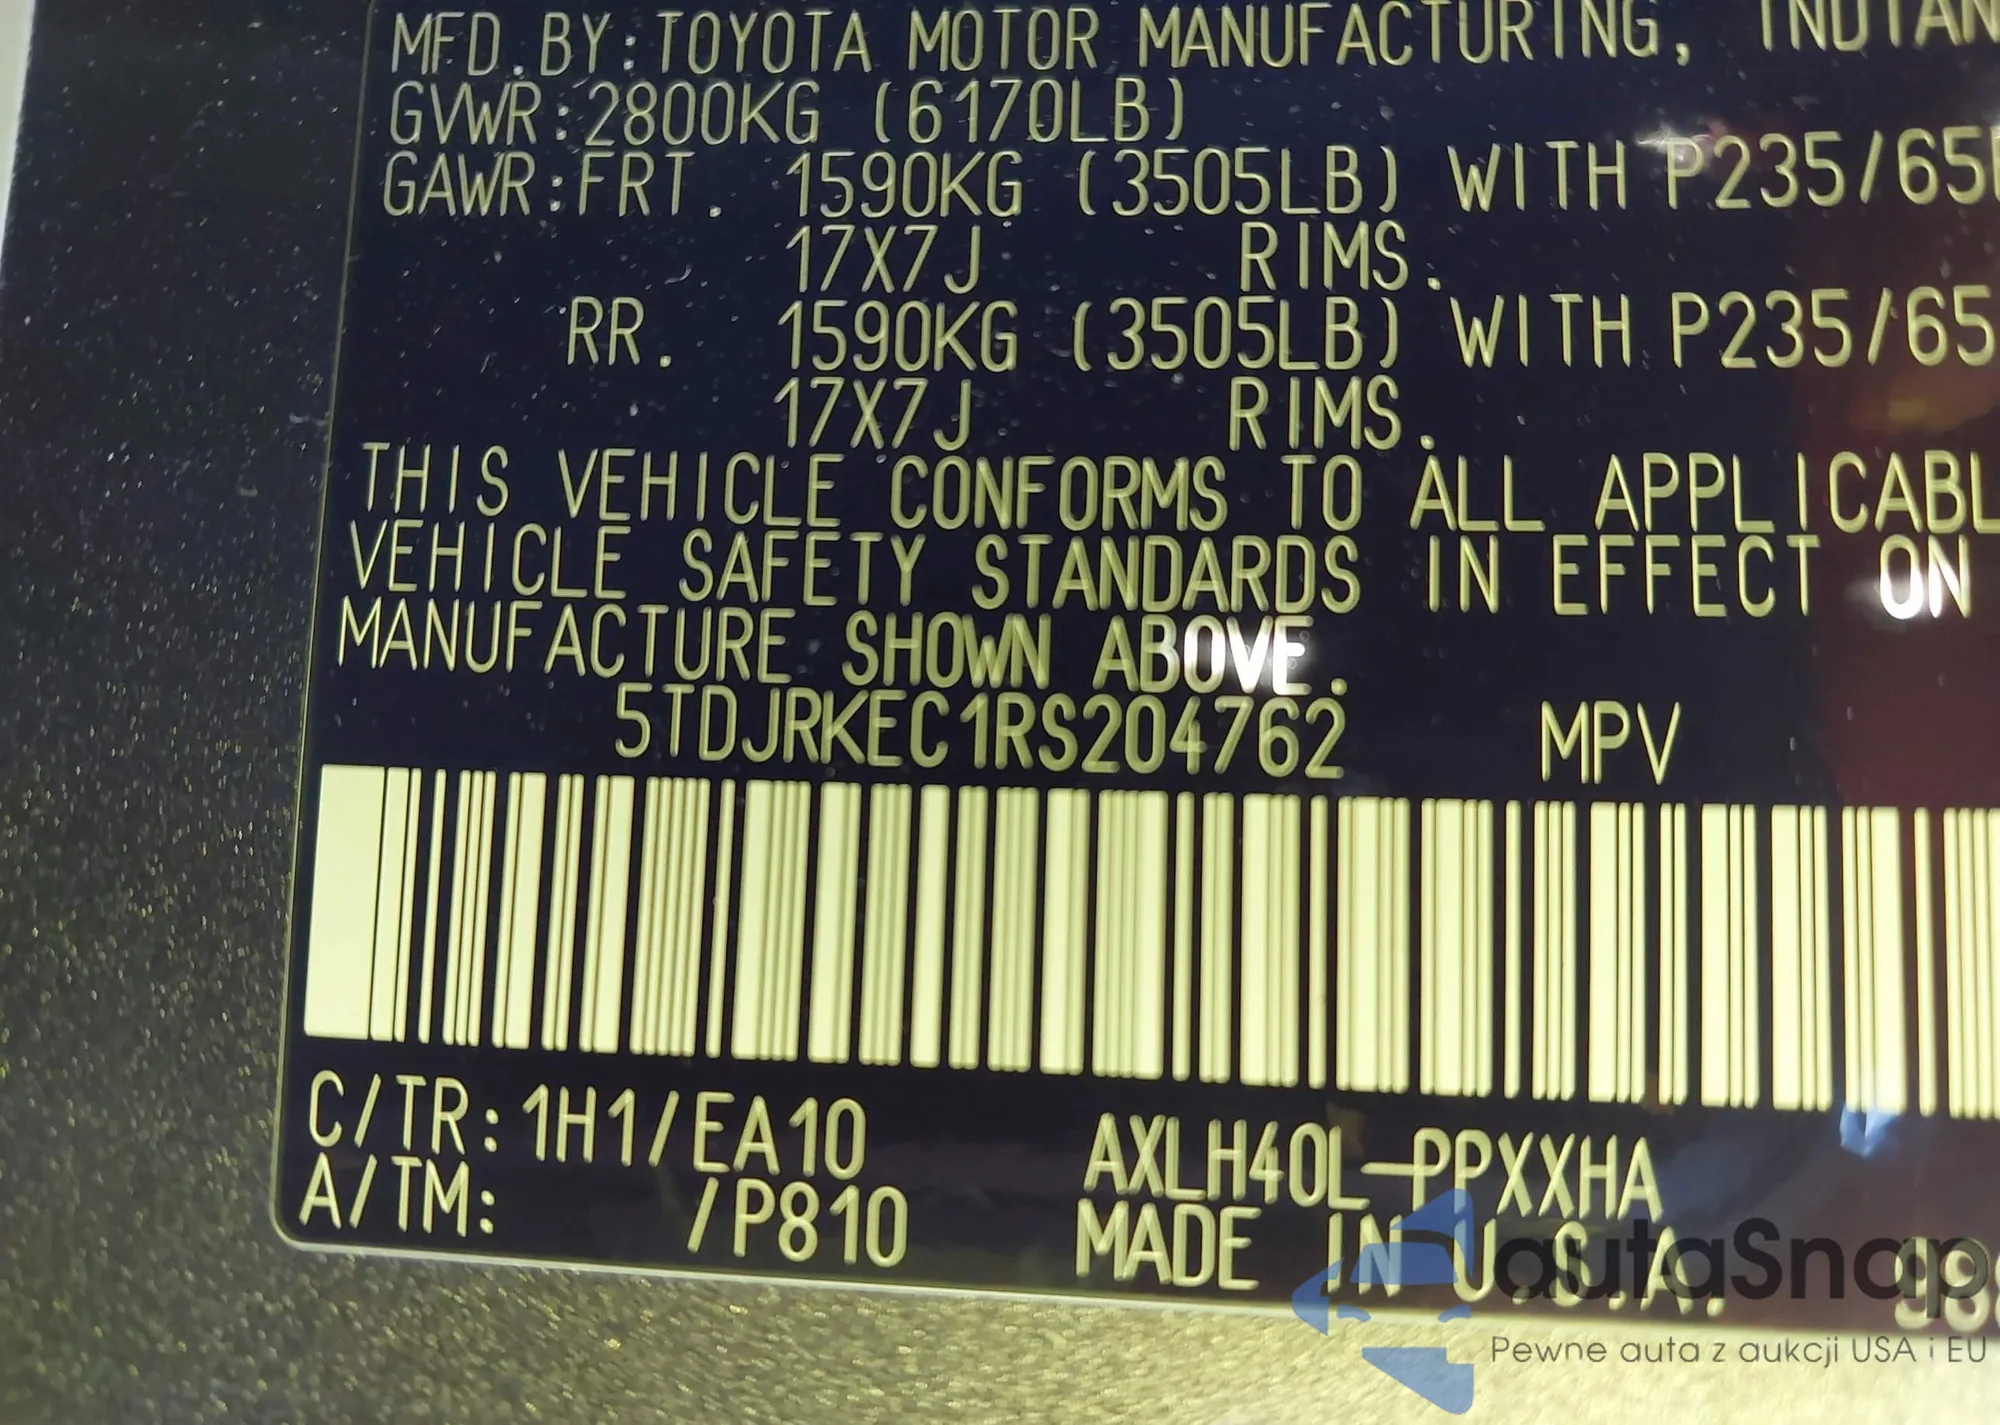 MFD.BY:TOYOTA MOTOR MANUFACTURING, INDIAN
GVWR:2800KG (6170LB)
GAWR:FRT. 1590KG (3505LB) WITH P235/65
17X7J RIMS.
RR. 1590KG (3505LB) WITH P235/65
17X7J RIMS.
THIS VEHICLE CONFORMS TO ALL APPLICABL
VEHICLE SAFETY STANDARDS IN EFFECT ON
MANUFACTURE SHOWN ABOVE.
5TDJRKEC1RS204762 MPV
C/TR:1H1/EA10 AXLH40L-PPXXHA
A/TM: /P810 MADE IN U.S.A.
autaSnap
Pewne auta z aukcji USA i EU